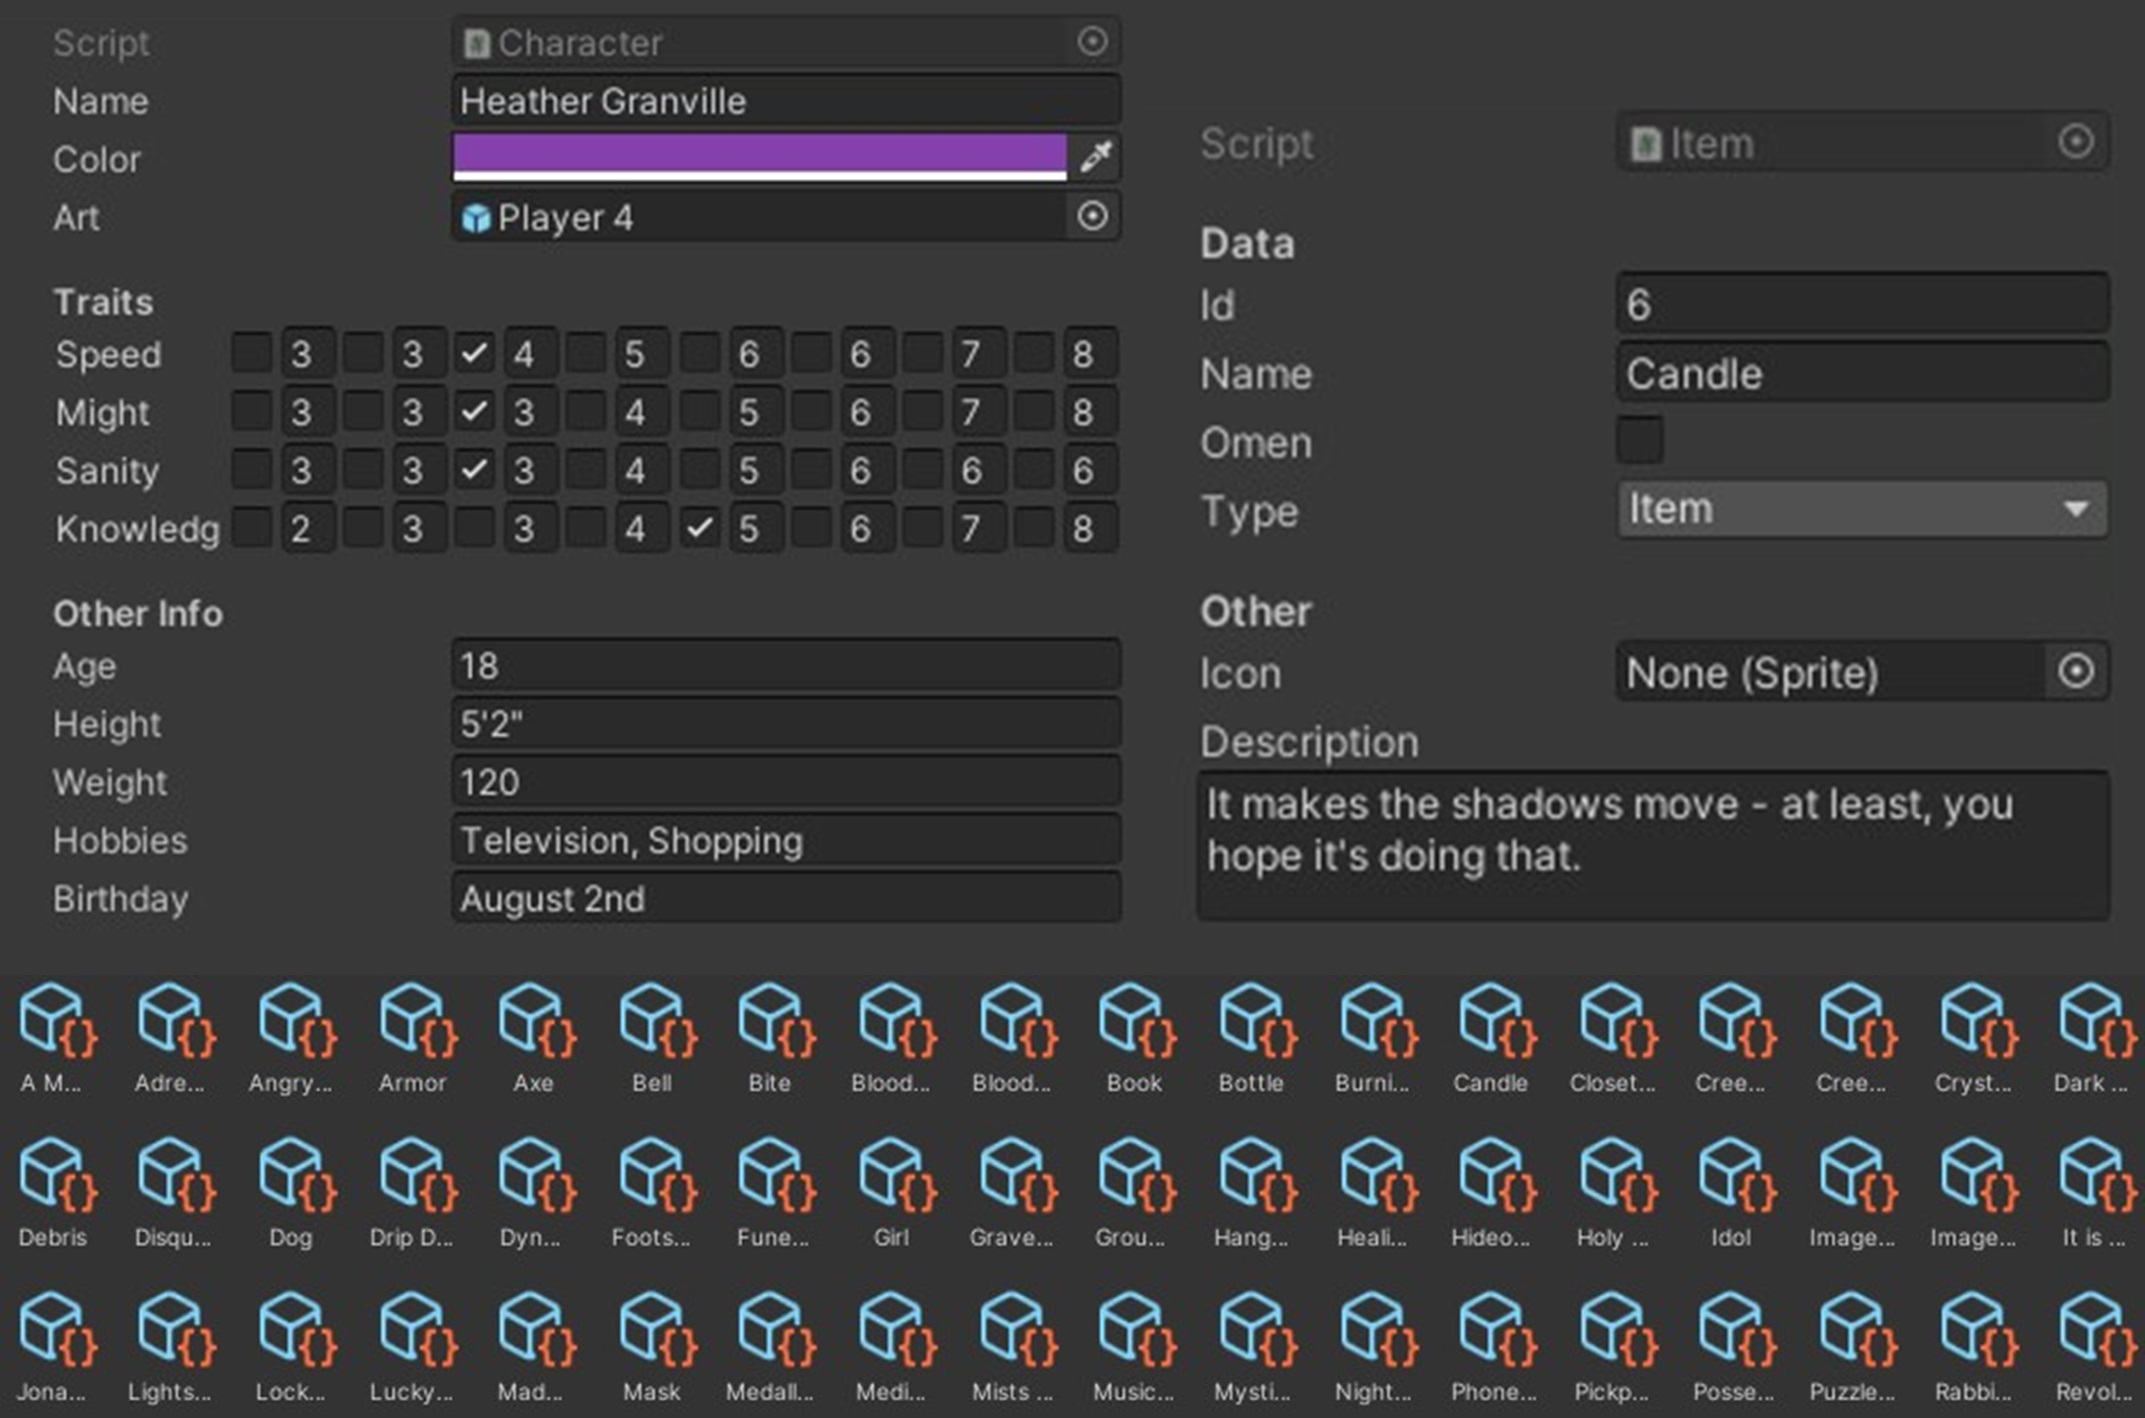 Script Character
Name Heather Granville
Color
Art Player 4
Traits
Speed 3 3 4 5 6 6 7 8
Might 3 3 3 4 5 6 7 8
Sanity 3 3 3 4 5 6 6 6
Knowledg 2 3 3 4 5 6 7 8
Other Info
Age 18
Height 5'2"
Weight 120
Hobbies Television, Shopping
Birthday August 2nd
Script Item
Data
Id 6
Name Candle
Omen
Type Item
Other
Icon None (Sprite)
Description
It makes the shadows move - at least, you
hope it's doing that.
A M... Adre... Angry... Armor Axe Bell Bite Blood... Blood... Book Bottle Burni... Candle Closet... Cree... Cree... Cryst... Dark ...
Debris Disqu... Dog Drip D... Dyn... Foots... Fune... Girl Grave... Grou... Hang... Heali... Hideo... Holy ... Idol Image... Image... It is ...
Jona... Lights... Lock... Lucky... Mad... Mask Medall... Medi... Mists ... Music... Mysti... Night... Phone... Pickp... Posse... Puzzle... Rabbi... Revol...